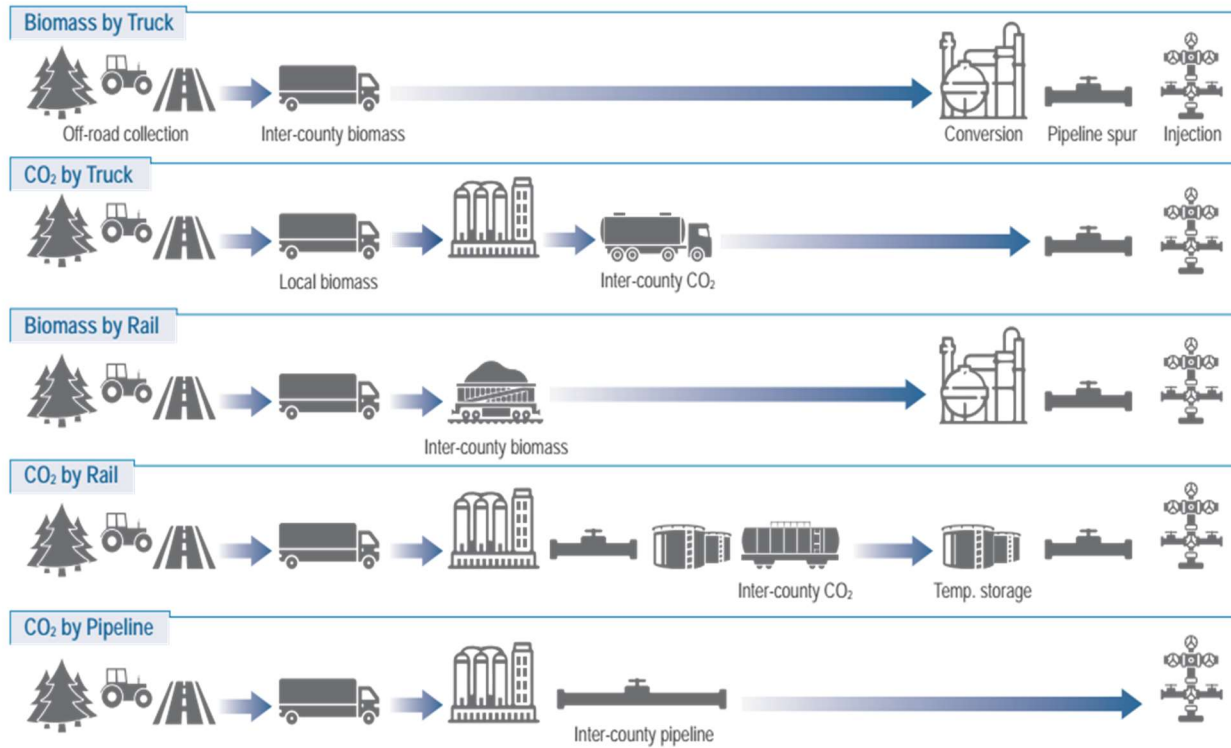 Biomass by Truck
Off-road collection
Inter-county biomass
Conversion
Pipeline spur
Injection
CO₂ by Truck
Local biomass
Inter-county CO₂
Biomass by Rail
Inter-county biomass
CO₂ by Rail
Inter-county CO₂
Temp. storage
CO₂ by Pipeline
Inter-county pipeline